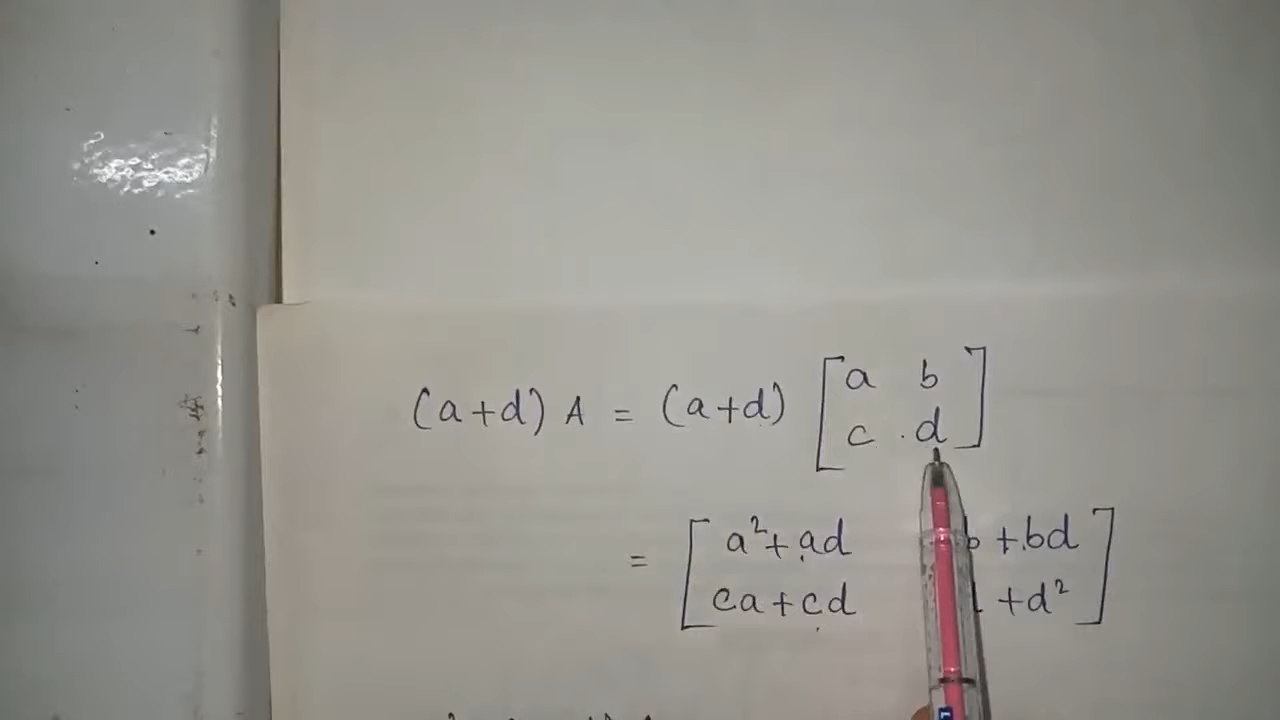 (a+d) A = (a+d) [a b
c d]
= [a²+ad b +bd
ca+cd +d²]